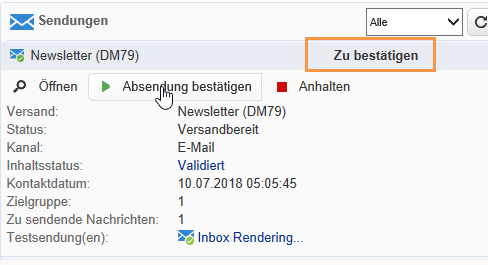 Sendungen Alle
Newsletter (DM79) Zu bestätigen
Öffnen Absendung bestätigen Anhalten
Versand: Newsletter (DM79)
Status: Versandbereit
Kanal: E-Mail
Inhaltsstatus: Validiert
Kontaktdatum: 10.07.2018 05:05:45
Zielgruppe: 1
Zu sendende Nachrichten: 1
Testsendung(en): Inbox Rendering...